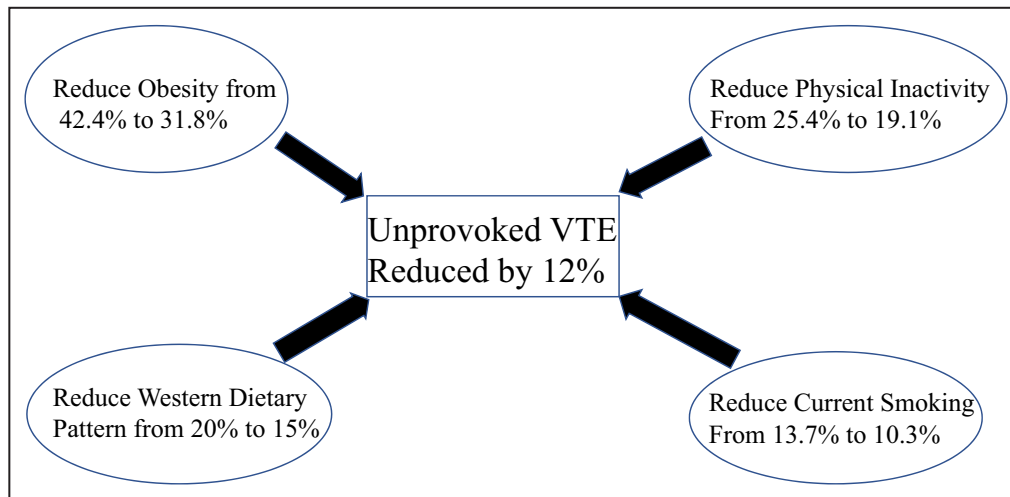 Reduce Obesity from
42.4% to 31.8%
Reduce Physical Inactivity
From 25.4% to 19.1%
Unprovoked VTE
Reduced by 12%
Reduce Western Dietary
Pattern from 20% to 15%
Reduce Current Smoking
From 13.7% to 10.3%